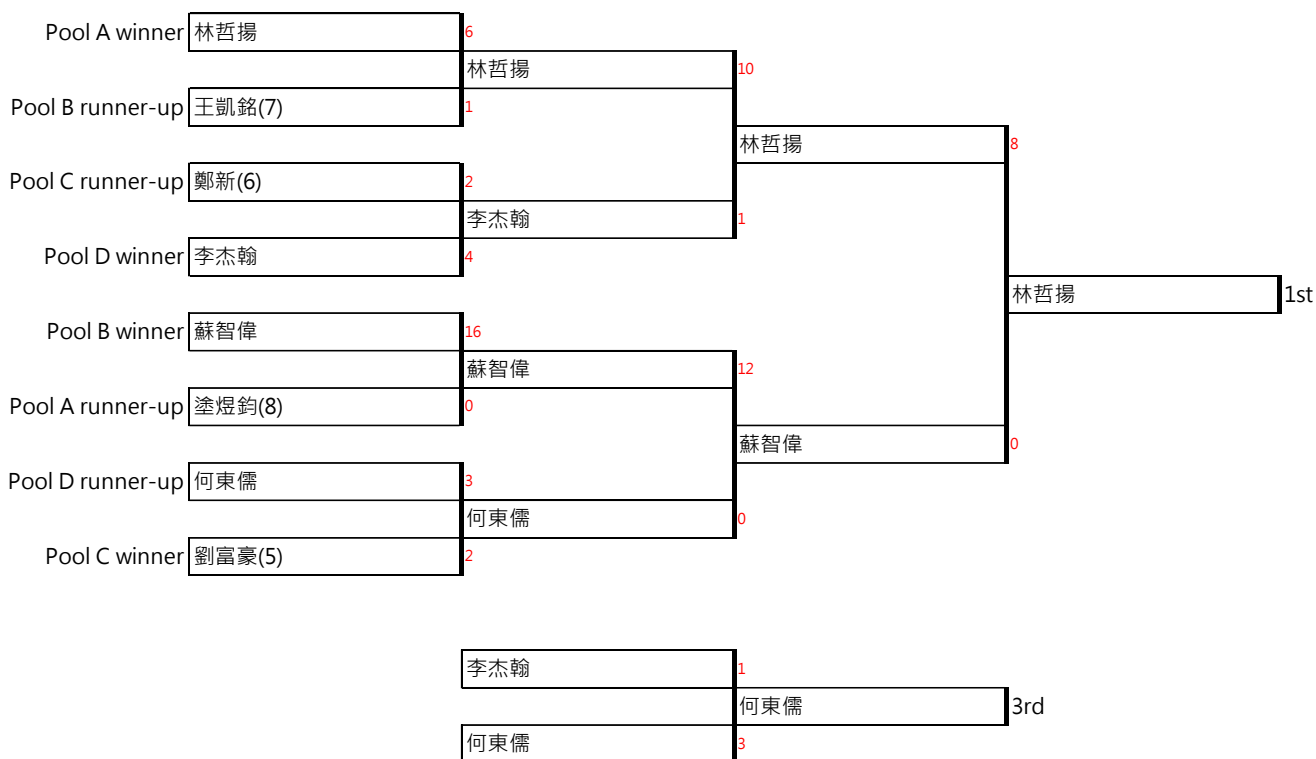 Pool A winner 林哲揚 6
林哲揚 10
Pool B runner-up 王凱銘(7) 1
林哲揚 8
Pool C runner-up 鄭新(6) 2
李杰翰 1
Pool D winner 李杰翰 4
林哲揚 1st
Pool B winner 蘇智偉 16
蘇智偉 12
Pool A runner-up 塗煜鈞(8) 0
蘇智偉 0
Pool D runner-up 何東儒 3
何東儒 0
Pool C winner 劉富豪(5) 2
李杰翰 1
何東儒 3rd
何東儒 3